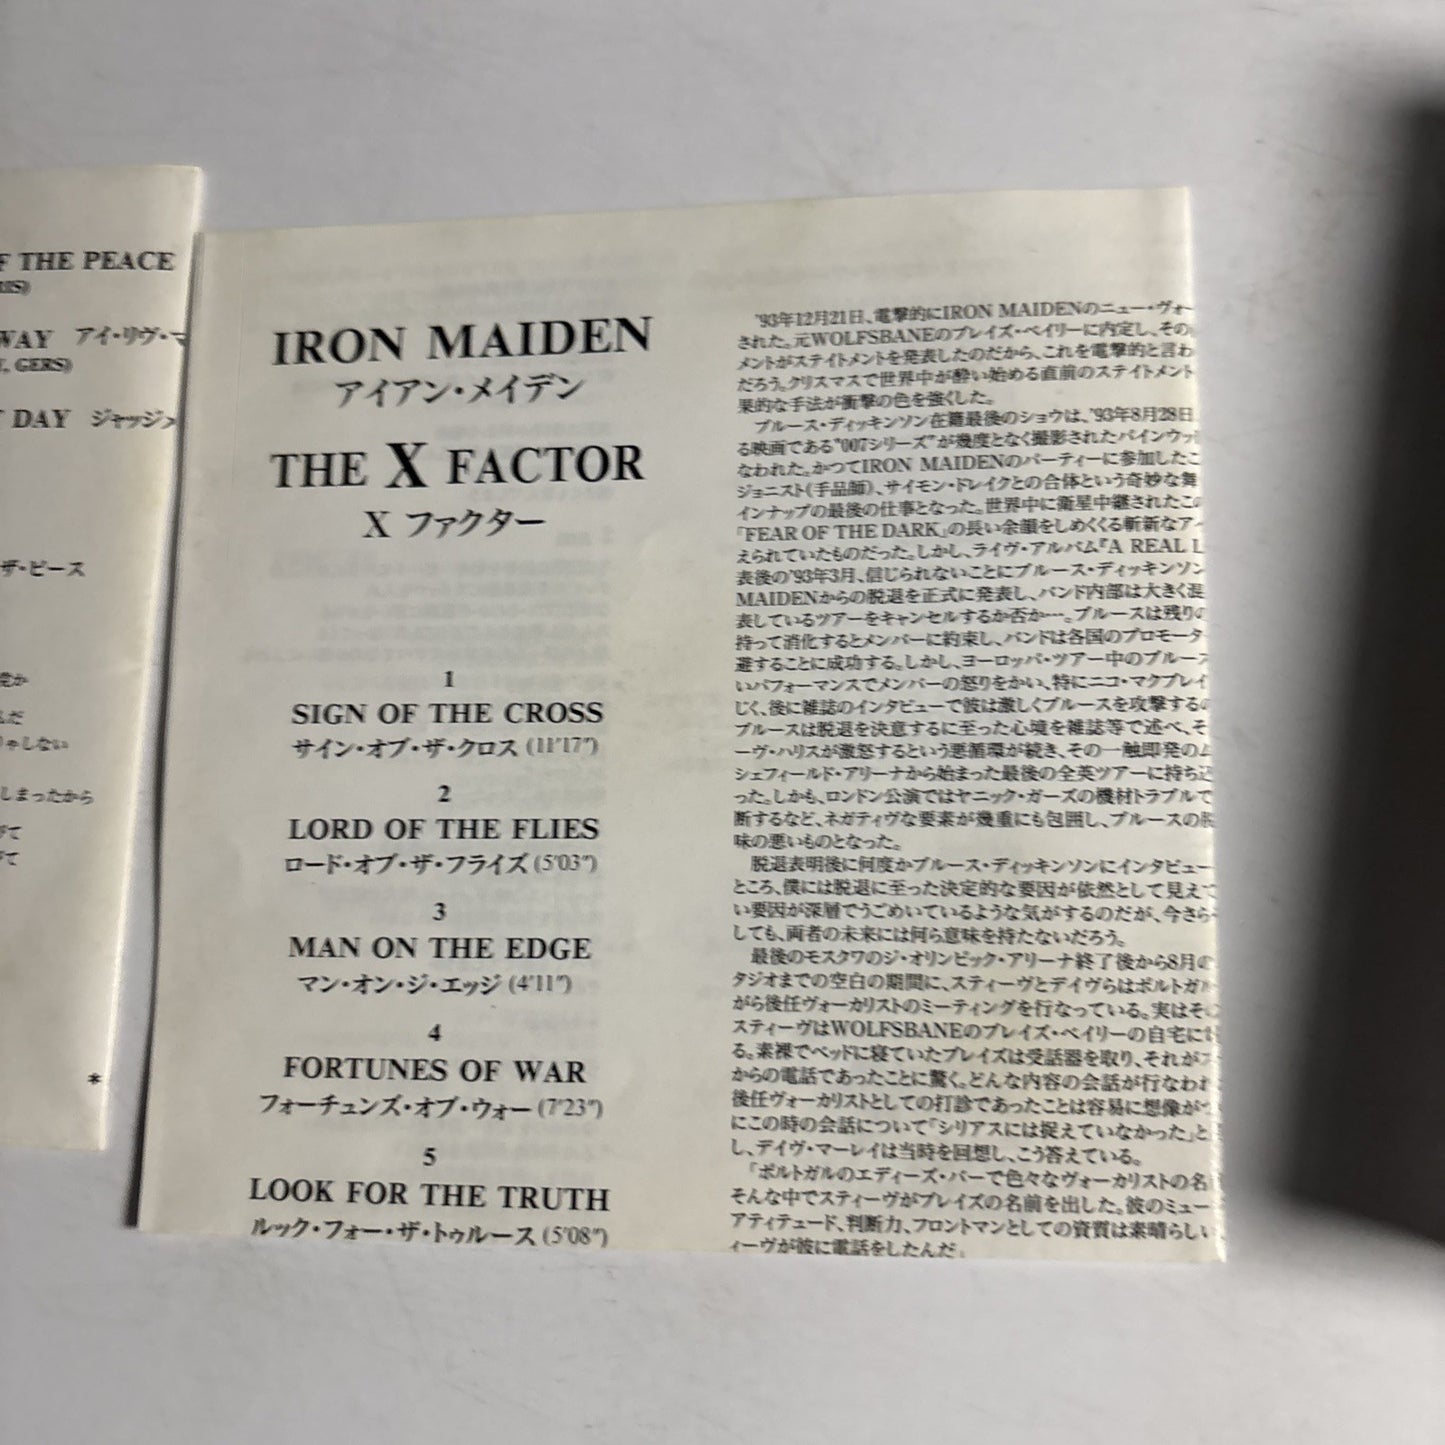 F THE PEACE
RIS)
WAY アイ・リヴ・マ
, GERS)
T DAY ジャッジ
ザ・ピース
党か
んだ
りゃしない
しまったから
げて
げて
*
IRON MAIDEN
アイアン・メイデン
THE X FACTOR
X ファクター
1
SIGN OF THE CROSS
サイン・オブ・ザ・クロス (11'17")
2
LORD OF THE FLIES
ロード・オブ・ザ・フライズ (5'03")
3
MAN ON THE EDGE
マン・オン・ジ・エッジ (4'11")
4
FORTUNES OF WAR
フォーチュンズ・オブ・ウォー (7'23")
5
LOOK FOR THE TRUTH
ルック・フォー・ザ・トゥルース (5'08")
'93年12月21日、電撃的にIRON MAIDENのニュー・ヴォー
された。元WOLFSBANEのブレイズ・ベイリーに内定し、その
メントがステイトメントを発表したのだから、これを電撃的と言わ
だろう。クリスマスで世界中が酔い始める直前のステイトメント
果的な手法が衝撃の色を強くした。
ブルース・ディッキンソン在籍最後のショウは、'93年8月28日
る映画である"007シリーズ"が幾度となく撮影されたパインウッ
なわれた。かつてIRON MAIDENのパーティーに参加したこ
ジョニスト(手品師)、サイモン・ドレイクとの合体という奇妙な舞
インナップの最後の仕事となった。世界中に衛星中継されたこの
「FEAR OF THE DARK」の長い余韻をしめくくる斬新なア
えられていたものだった。しかし、ライヴ・アルバム『A REAL L
表後の'93年3月、信じられないことにブルース・ディッキンソン
MAIDENからの脱退を正式に発表し、バンド内部は大きく混
表しているツアーをキャンセルするか否か…。ブルースは残りの
持って消化するとメンバーに約束し、バンドは各国のプロモータ
避することに成功する。しかし、ヨーロッパ・ツアー中のブルース
いパフォーマンスでメンバーの怒りをかい、特にニコ・マクブレイ
じく、後に雑誌のインタビューで彼は激しくブルースを攻撃する
ブルースは脱退を決意するに至った心境を雑誌等で述べ、そ
ーヴ・ハリスが激怒するという悪循環が続き、その一触即発のム
シェフィールド・アリーナから始まった最後の全英ツアーに持ち込
った。しかも、ロンドン公演ではヤニック・ガーズの機材トラブルで
断するなど、ネガティヴな要素が幾重にも包囲し、ブルースの
味の悪いものとなった。
脱退表明後に何度かブルース・ディッキンソンにインタビュー
ところ、僕には脱退に至った決定的な要因が依然として見えて
い要因が深層でうごめいているような気がするのだが、今さら
しても、両者の未来には何ら意味を持たないだろう。
最後のモスクワのジ・オリンピック・アリーナ終了後から8月の
タジオまでの空白の期間に、スティーヴとデイヴらはポルトガル
がら後任ヴォーカリストのミーティングを行なっている。実はその
スティーヴはWOLFSBANEのブレイズ・ベイリーの自宅に電
る。素裸でベッドに寝ていたブレイズは受話器を取り、それがス
からの電話であったことに驚く。どんな内容の会話が行なわれ
後任ヴォーカリストとしての打診であったことは容易に想像がつ
にこの時の会話について「シリアスには捉えていなかった」と
し、デイヴ・マーレイは当時を回想し、こう答えている。
「ポルトガルのエディーズ・バーで色々なヴォーカリストの名
そんな中でスティーヴがブレイズの名前を出した。彼のミュー
アティテュード、判断力、フロントマンとしての資質は素晴らしい
ィーヴが彼に電話をしたんだ」